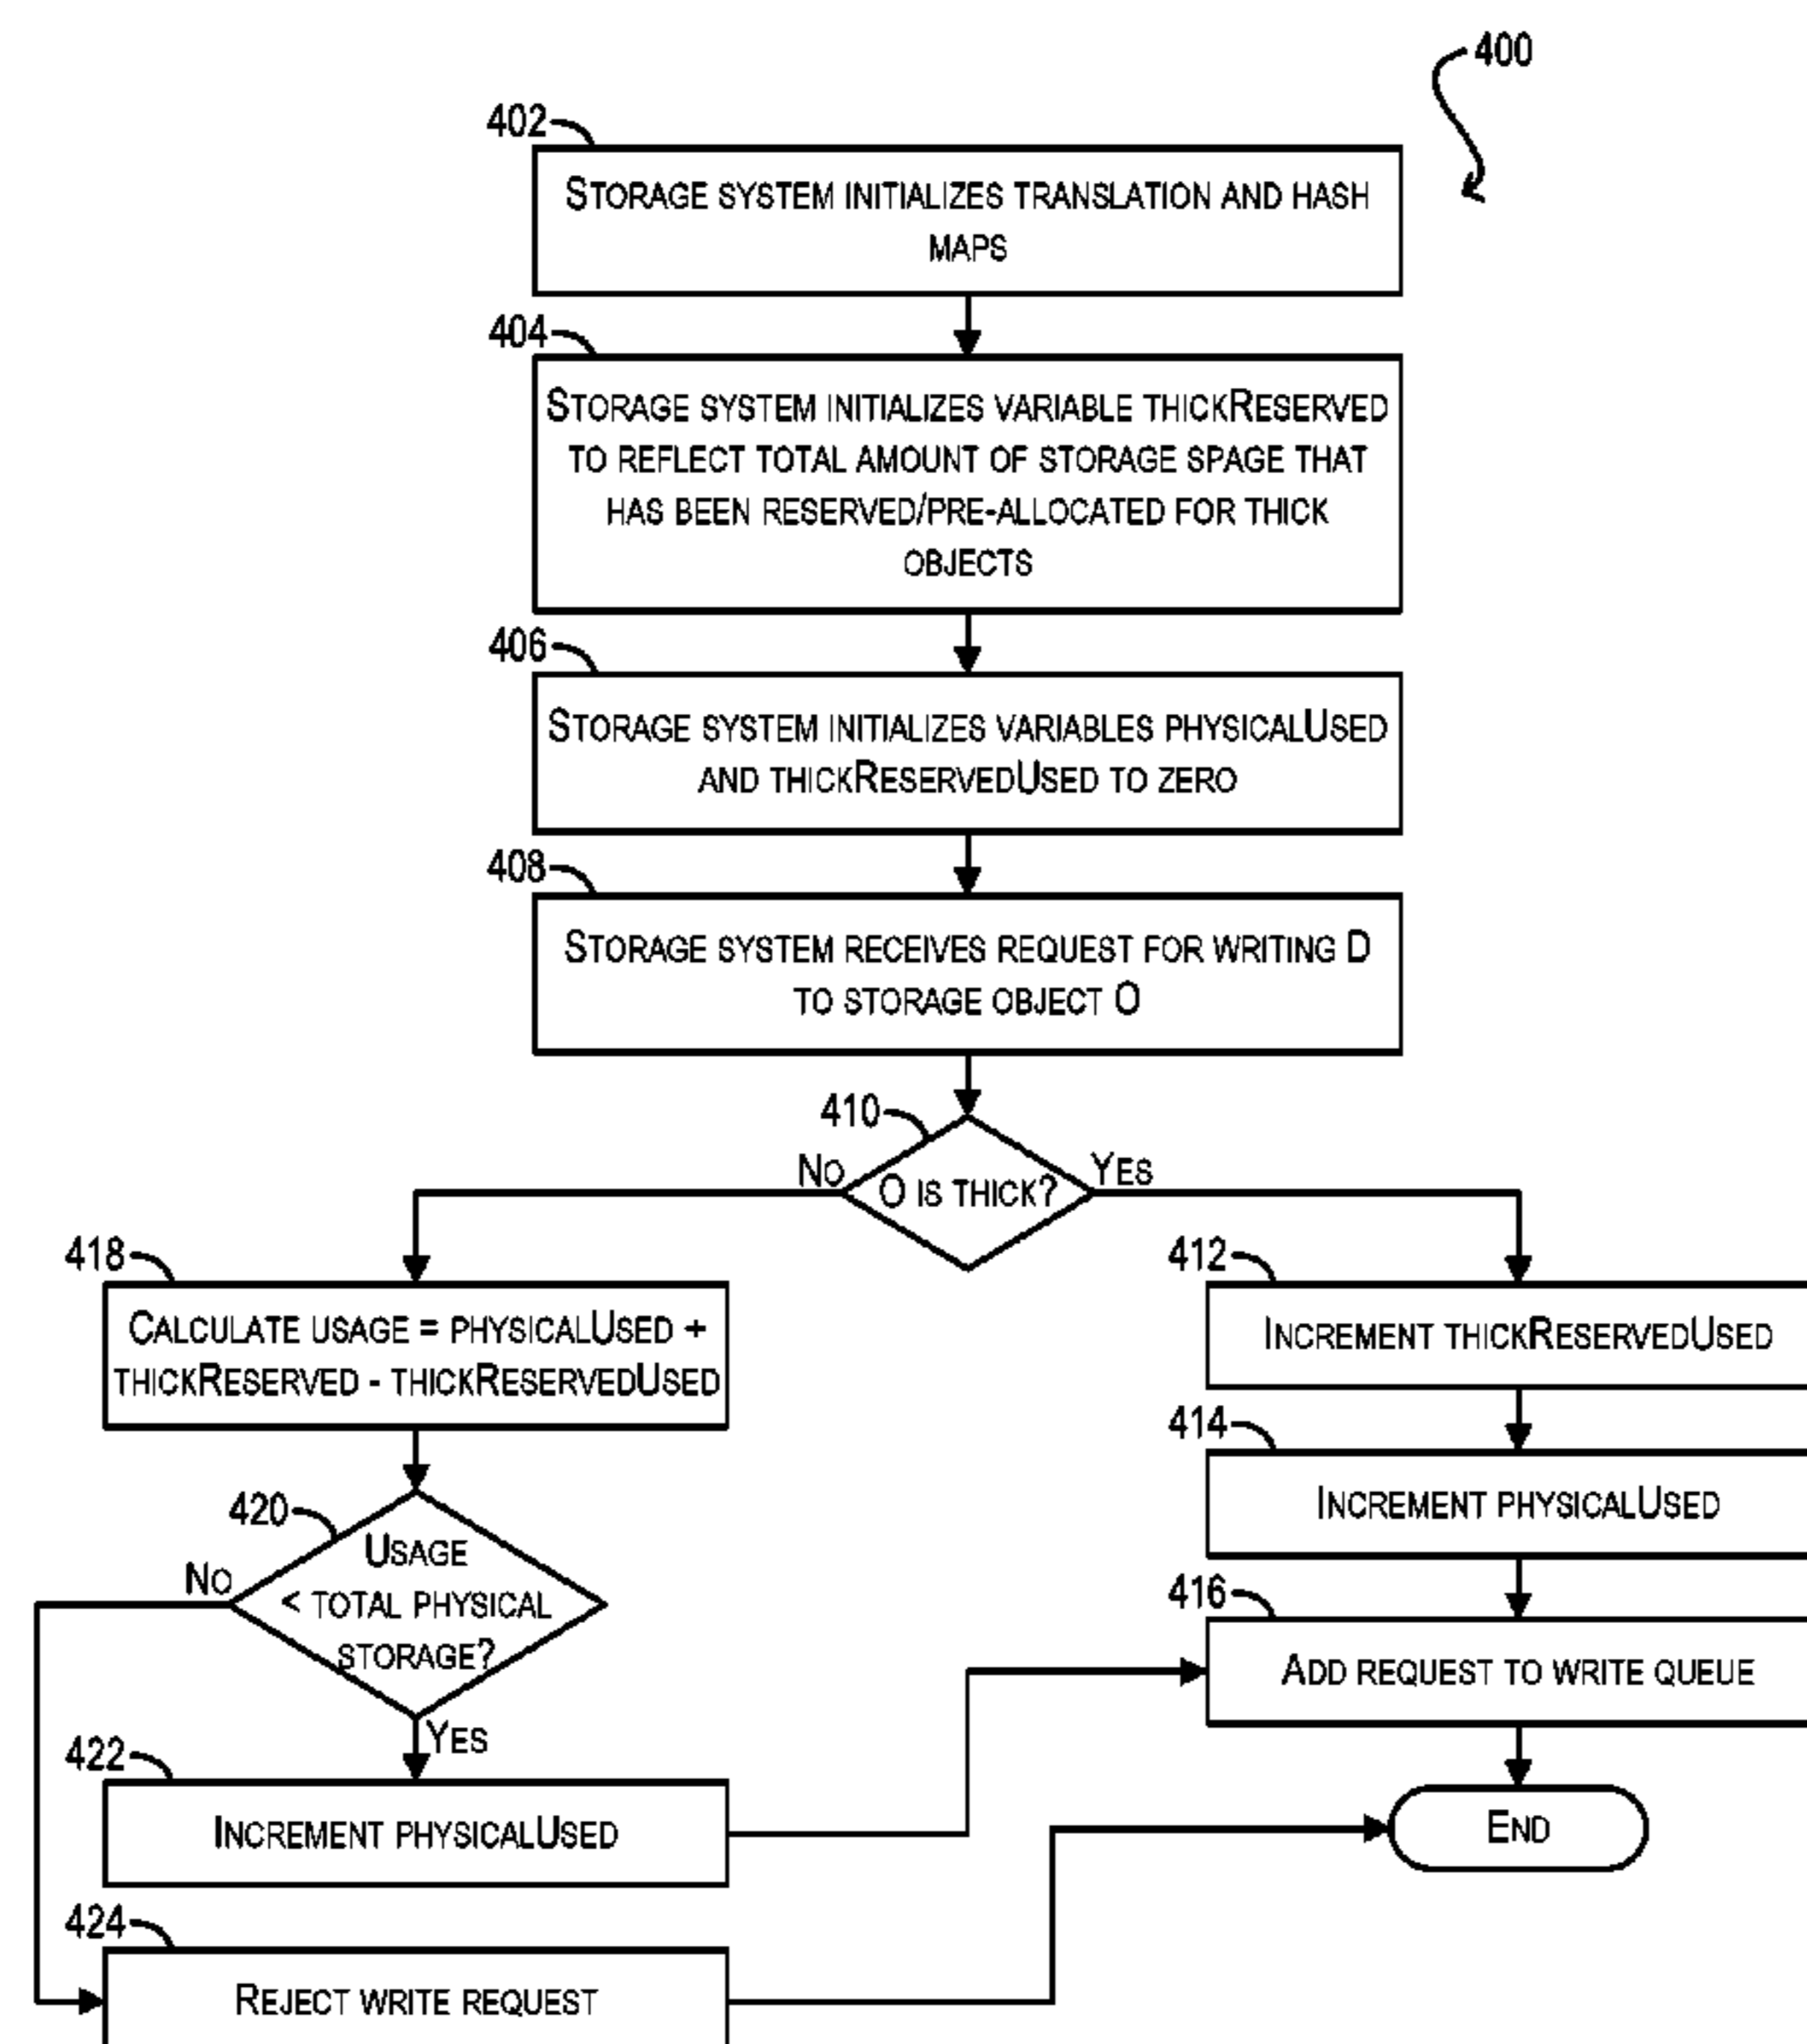 400
402
Storage system initializes translation and hash
maps
404
Storage system initializes variable thickReserved
to reflect total amount of storage spage that
has been reserved/pre-allocated for thick
objects
406
Storage system initializes variables physicalUsed
and thickReservedUsed to zero
408
Storage system receives request for writing D
to storage object O
410
No
O is thick?
Yes
418
Calculate usage = physicalUsed +
thickReserved - thickReservedUsed
412
Increment thickReservedUsed
414
Increment physicalUsed
420
Usage
< total physical
storage?
No
Yes
416
Add request to write queue
422
Increment physicalUsed
End
424
Reject write request